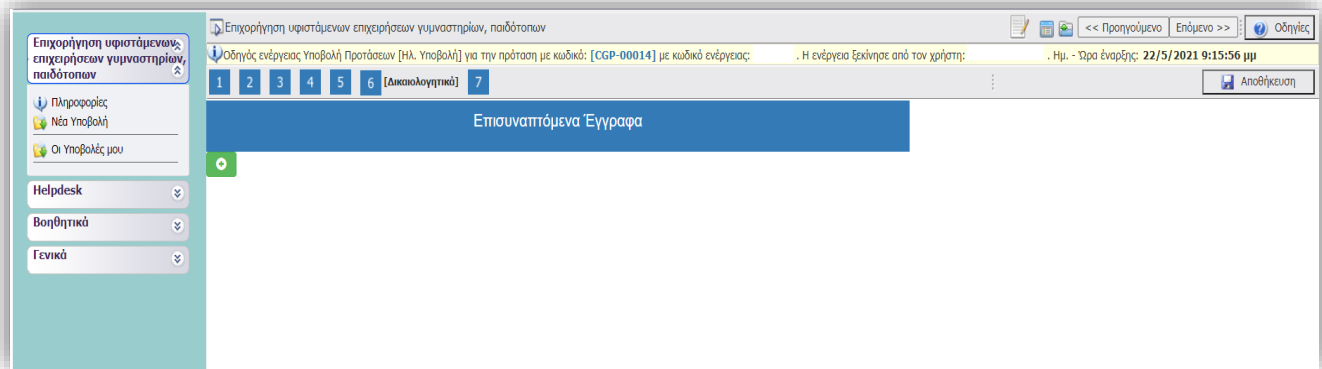 Επιχορήγηση υφιστάμενων επιχειρήσεων γυμναστηρίων, παιδότοπων
Πληροφορίες
Νέα Υποβολή
Οι Υποβολές μου
Helpdesk
Βοηθητικά
Γενικά
Επιχορήγηση υφιστάμενων επιχειρήσεων γυμναστηρίων, παιδότοπων
<< Προηγούμενο Επόμενο >> Οδηγίες
Οδηγός ενέργειας Υποβολή Προτάσεων [Ηλ. Υποβολή] για την πρόταση με κωδικό: [CGP-00014] με κωδικό ενέργειας: . Η ενέργεια ξεκίνησε από τον χρήστη: . Ημ. - Ώρα έναρξης: 22/5/2021 9:15:56 μμ
1 2 3 4 5 6 [Δικαιολογητικά] 7
Αποθήκευση
Επισυναπτόμενα Έγγραφα